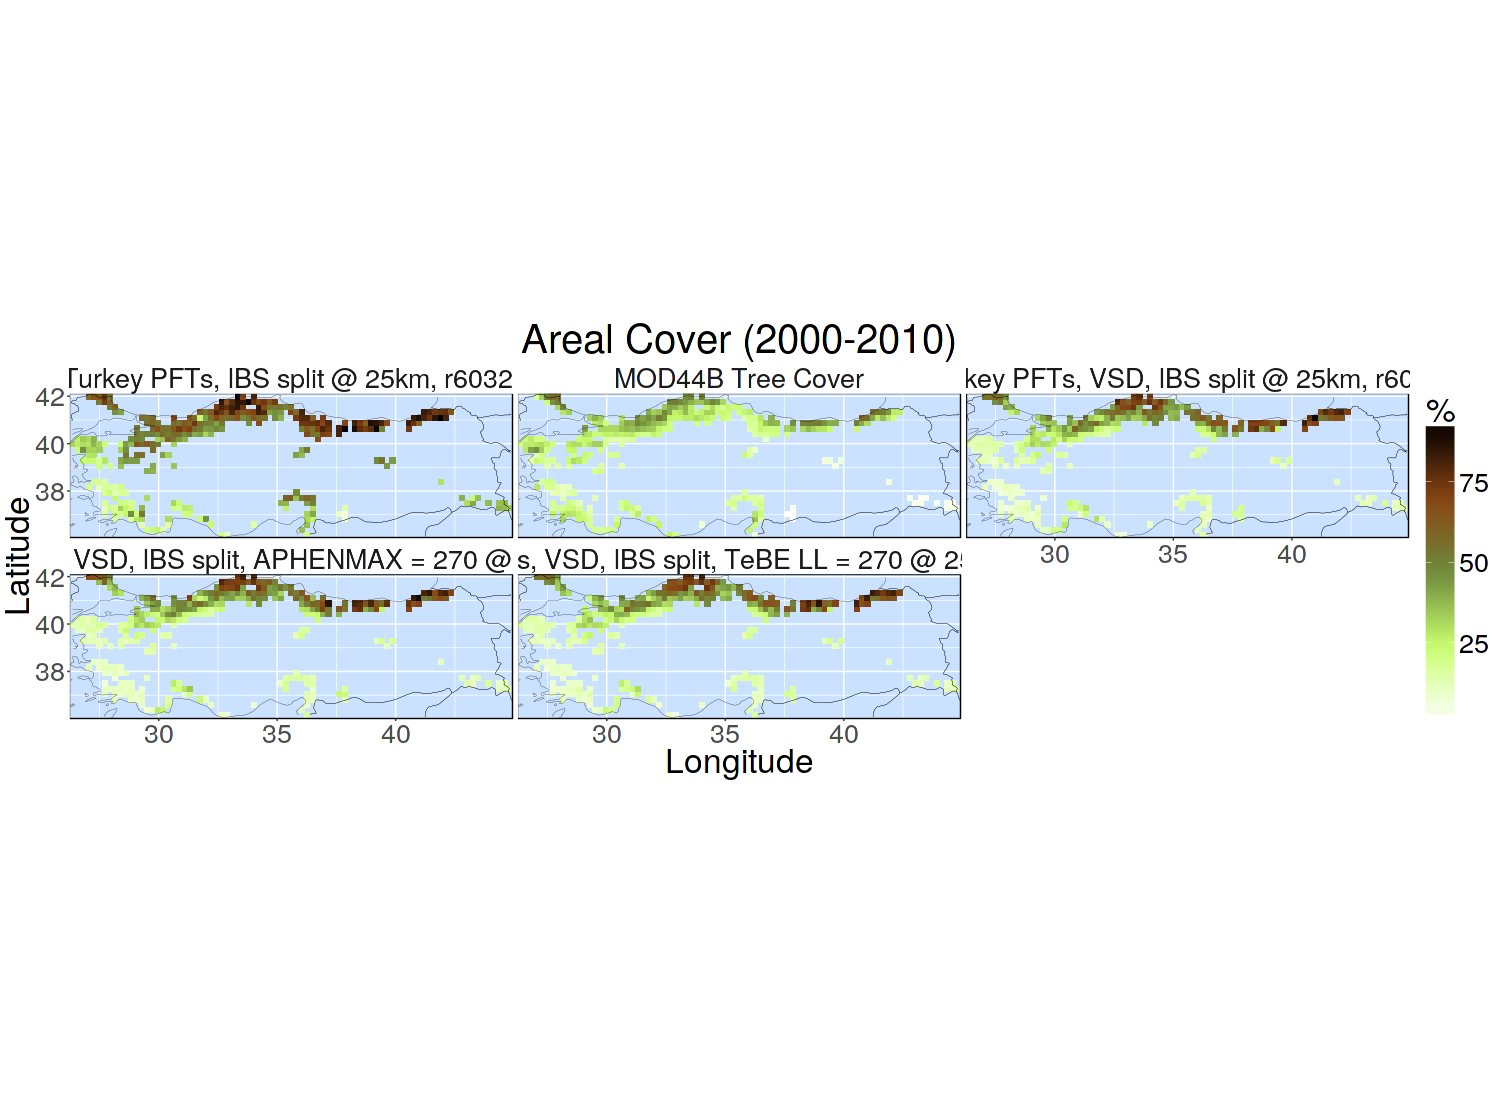 Areal Cover (2000-2010)
Turkey PFTs, IBS split @ 25km, r6032
MOD44B Tree Cover
key PFTs, VSD, IBS split @ 25km, r60
42
40
38
30 35 40
%
75
50
25
VSD, IBS split, APHENMAX = 270 @
s, VSD, IBS split, TeBE LL = 270 @ 25
42
40
38
30 35 40
30 35 40
Longitude
Latitude